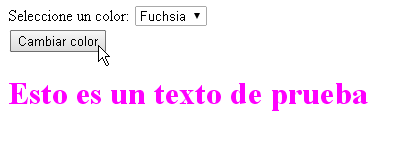 Seleccione un color: Fuchsia
Cambiar color
Esto es un texto de prueba